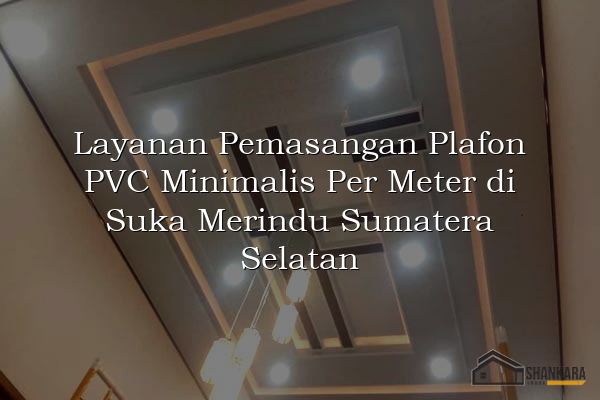 Layanan Pemasangan Plafon
PVC Minimalis Per Meter di
Suka Merindu Sumatera
Selatan
SHANKARA